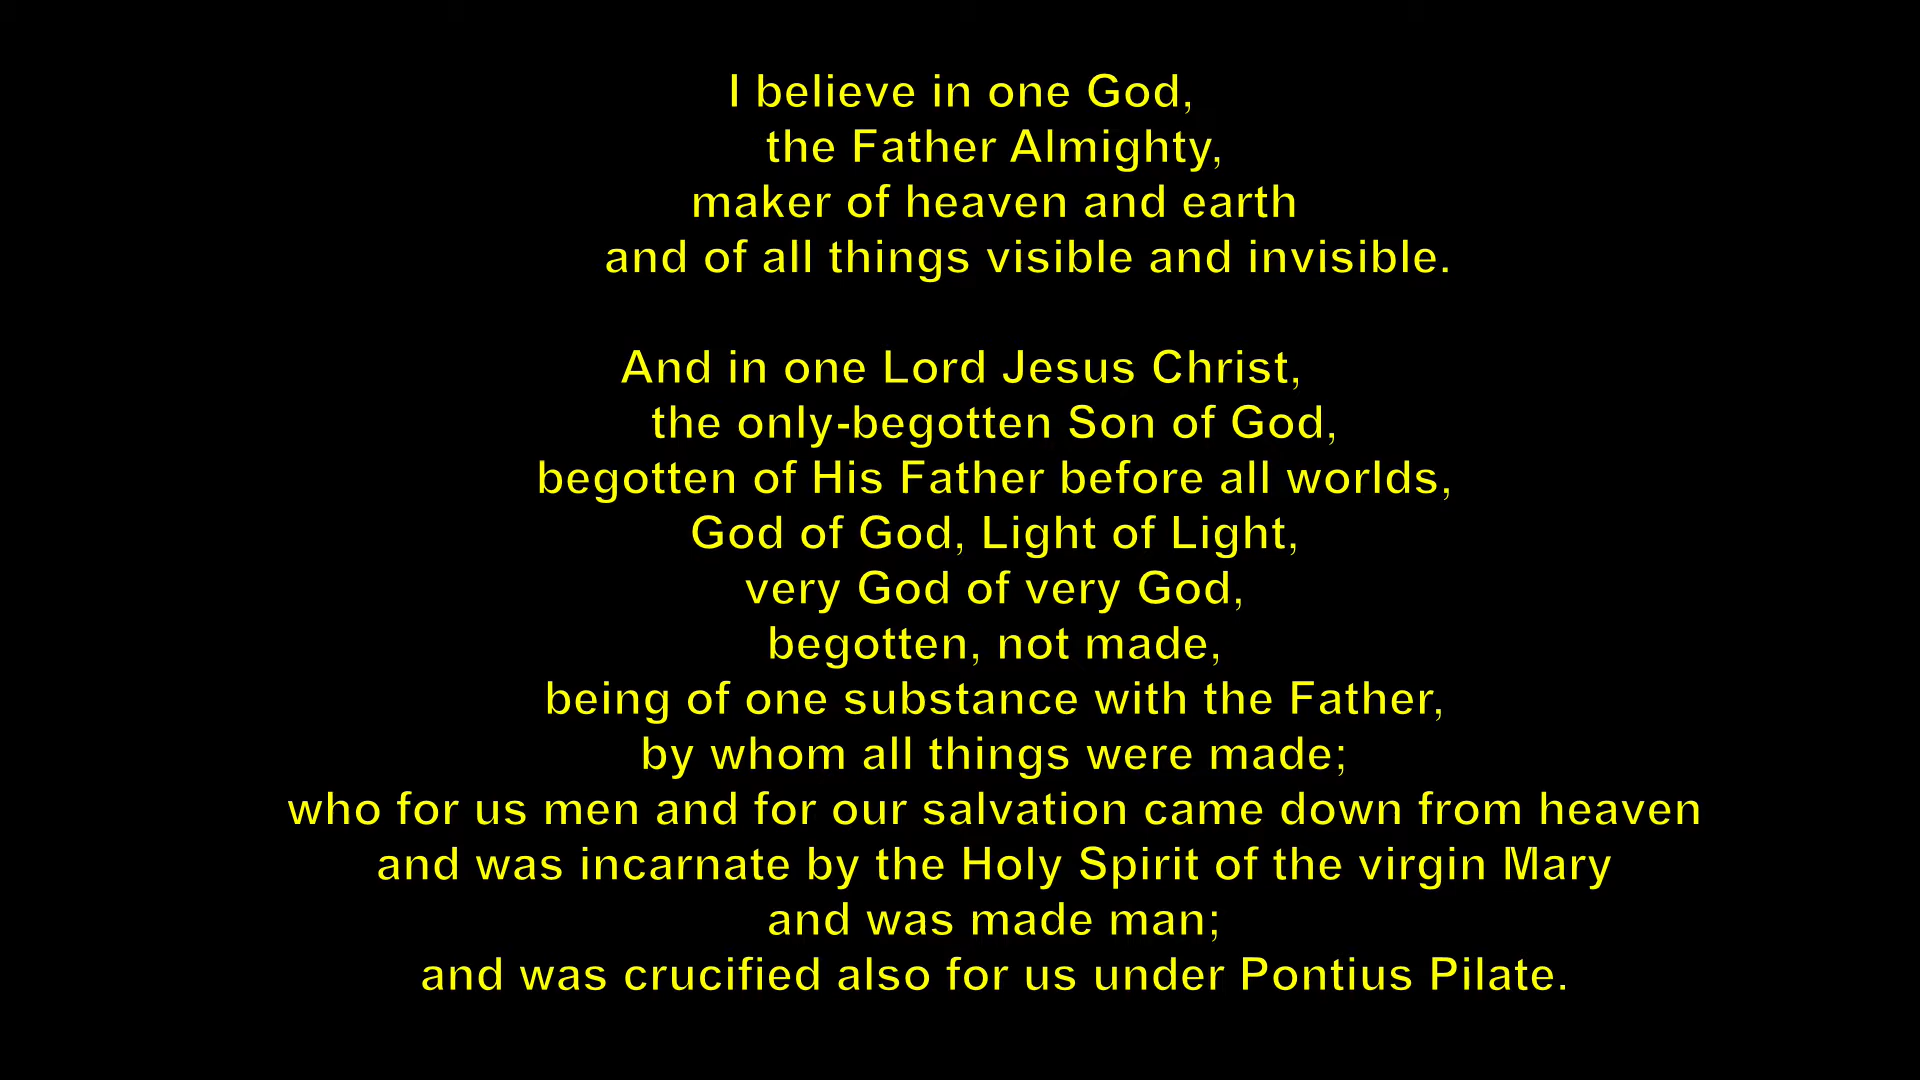 I believe in one God,
the Father Almighty,
maker of heaven and earth
and of all things visible and invisible.
And in one Lord Jesus Christ,
the only-begotten Son of God,
begotten of His Father before all worlds,
God of God, Light of Light,
very God of very God,
begotten, not made,
being of one substance with the Father,
by whom all things were made;
who for us men and for our salvation came down from heaven
and was incarnate by the Holy Spirit of the virgin Mary
and was made man;
and was crucified also for us under Pontius Pilate.